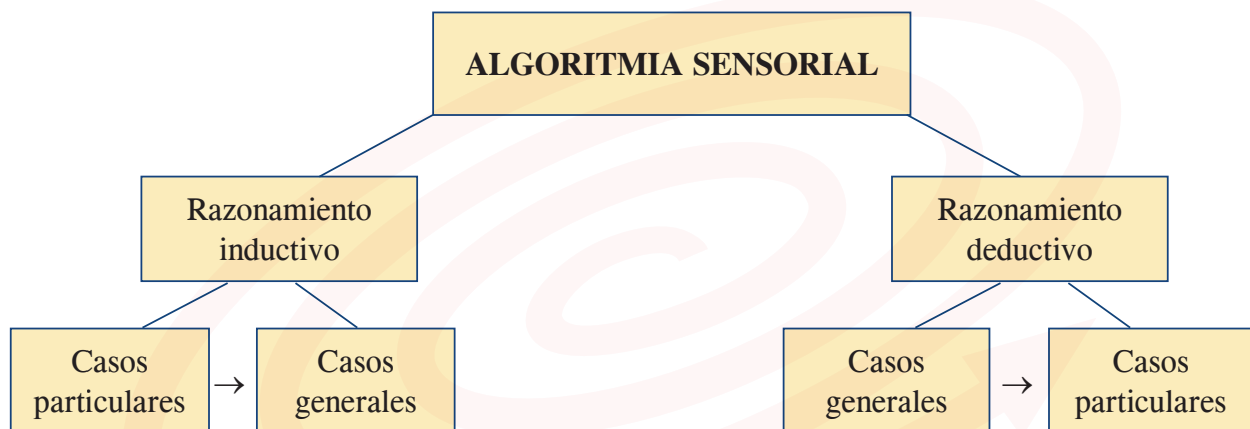 ALGORITMIA SENSORIAL
Razonamiento
inductivo
Razonamiento
deductivo
Casos
particulares
→
Casos
generales
Casos
generales
→
Casos
particulares